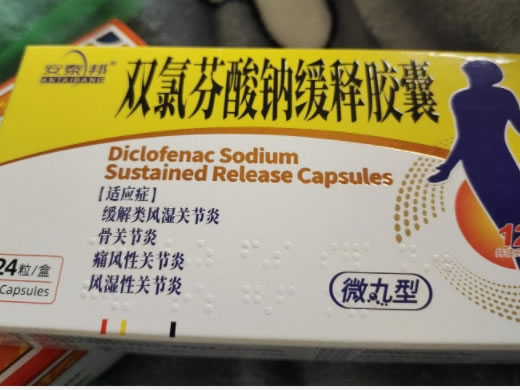 安泰邦®
ANTAIBANG
双氯芬酸钠缓释胶囊
Diclofenac Sodium
Sustained Release Capsules
【适应症】
缓解类风湿关节炎
骨关节炎
痛风性关节炎
风湿性关节炎
24粒/盒
Capsules
微丸型
12